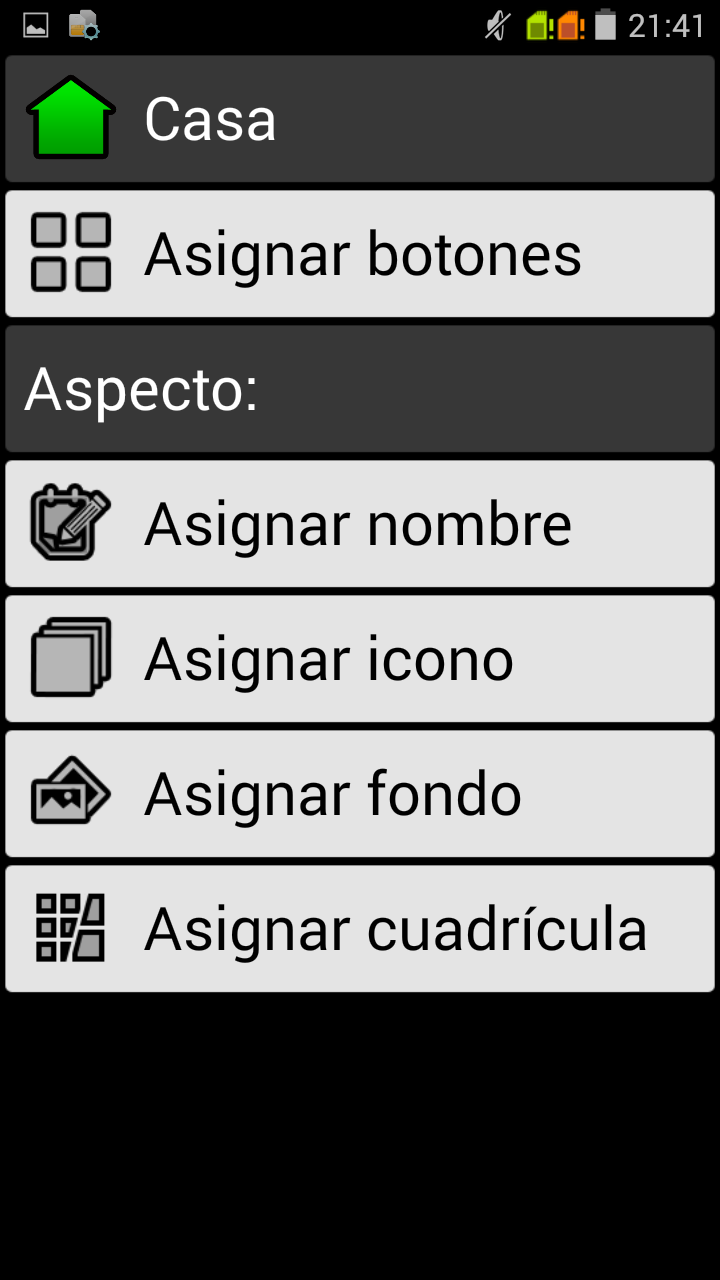 21:41
Casa
Asignar botones
Aspecto:
Asignar nombre
Asignar icono
Asignar fondo
Asignar cuadrícula